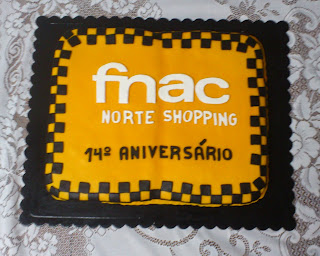 fnac
NORTE SHOPPING
14º ANIVERSÁRIO